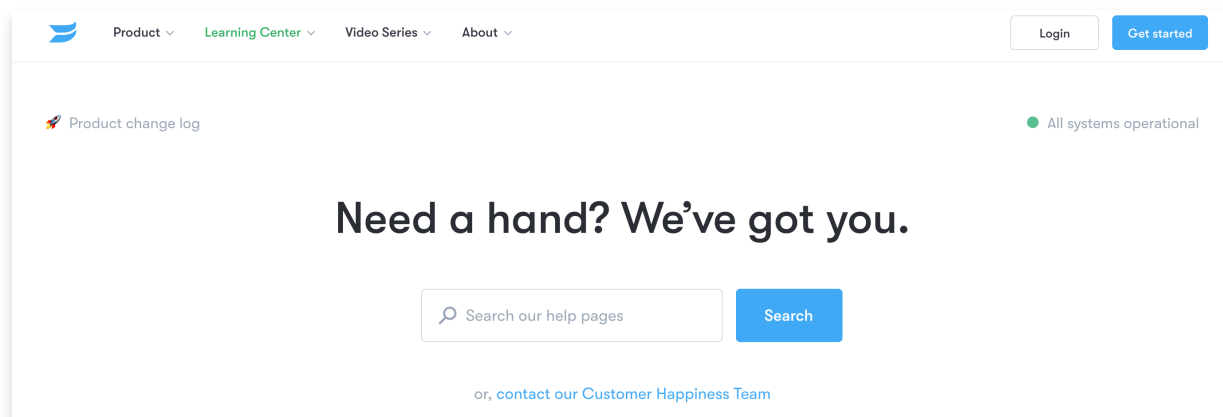 Product Learning Center Video Series About Login Get started
Product change log All systems operational
Need a hand? We’ve got you.
Search our help pages Search
or, contact our Customer Happiness Team